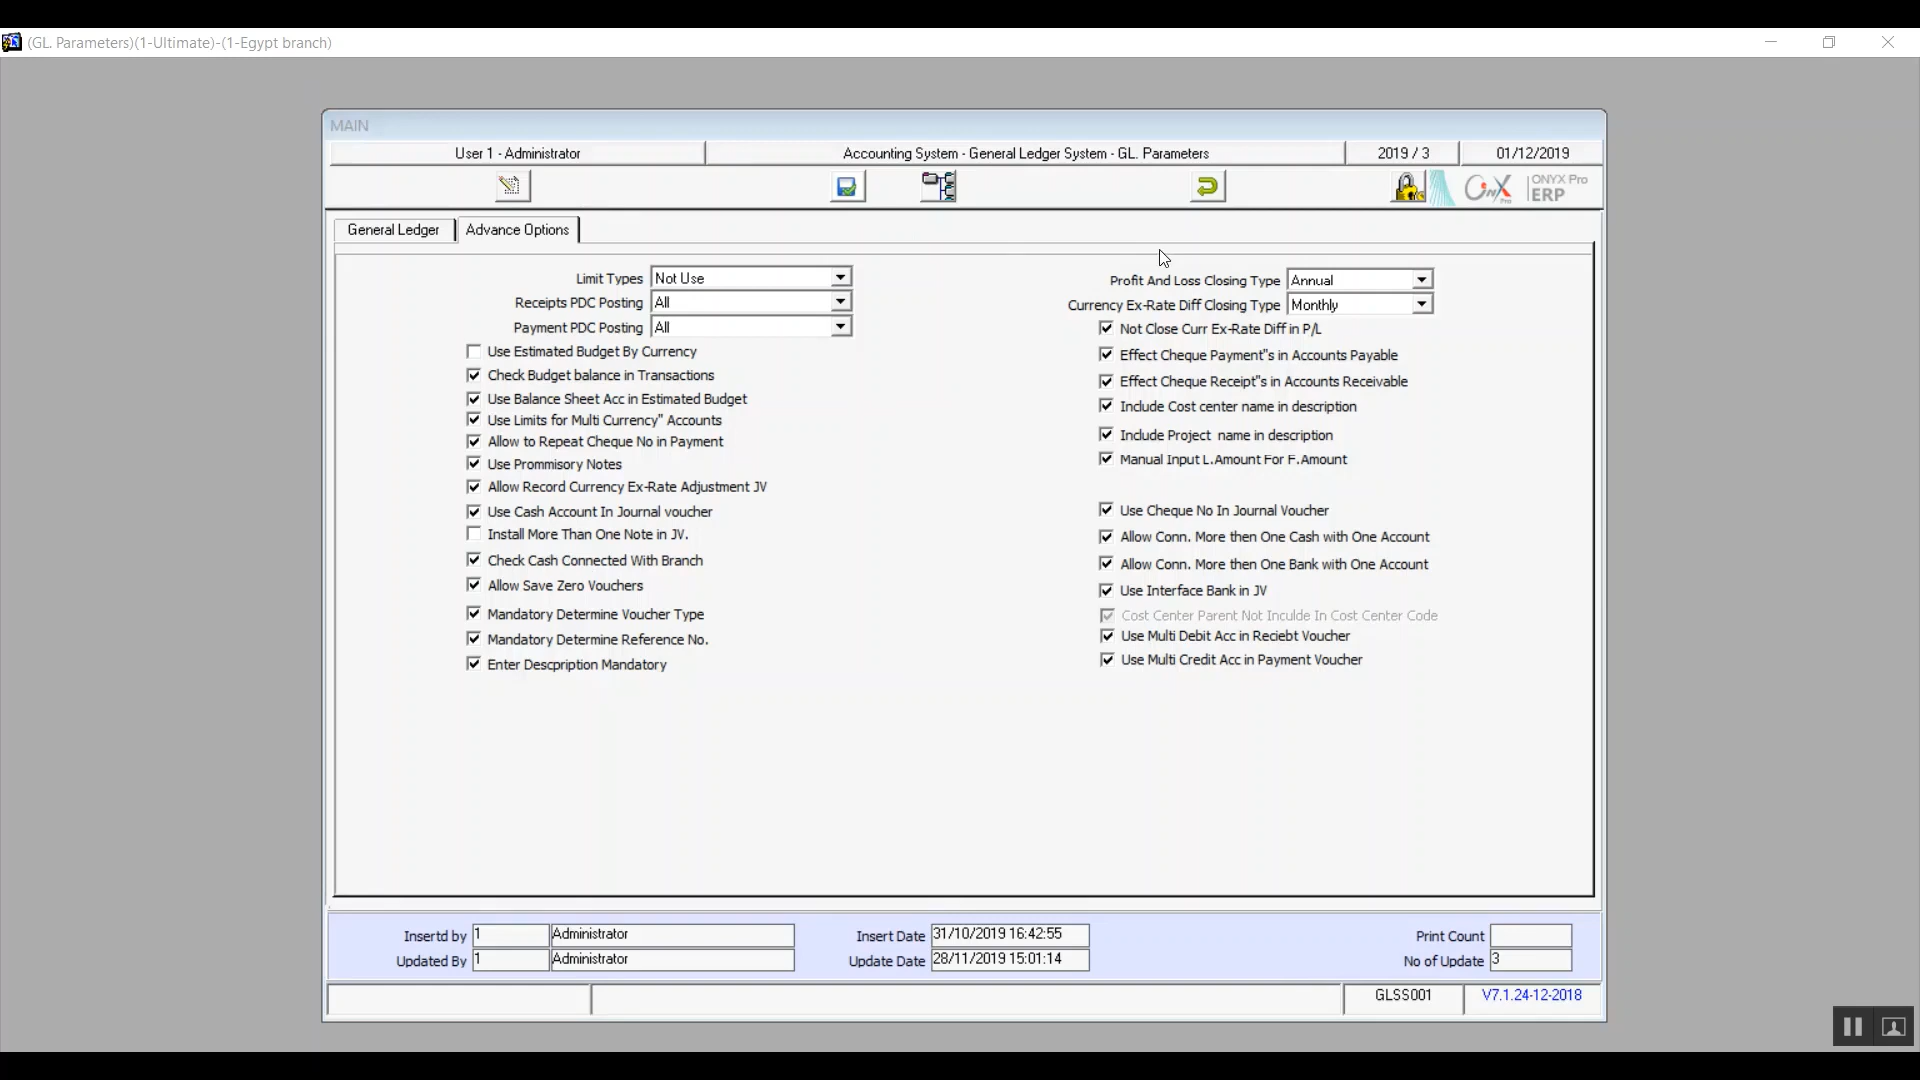 (GL. Parameters)(1-Ultimate)-(1-Egypt branch)
MAIN
User 1 - Administrator
Accounting System - General Ledger System - GL. Parameters
2019 / 3
01/12/2019
Onyx Pro
ONYX Pro
ERP
General Ledger
Advance Options
Limit Types Not Use
Receipts PDC Posting All
Payment PDC Posting All
Use Estimated Budget By Currency
Check Budget balance in Transactions
Use Balance Sheet Acc in Estimated Budget
Use Limits for Multi Currency" Accounts
Allow to Repeat Cheque No in Payment
Use Prommisory Notes
Allow Record Currency Ex-Rate Adjustment JV
Use Cash Account In Journal voucher
Install More Than One Note in JV.
Check Cash Connected With Branch
Allow Save Zero Vouchers
Mandatory Determine Voucher Type
Mandatory Determine Reference No.
Enter Descpription Mandatory
Profit And Loss Closing Type Annual
Currency Ex-Rate Diff Closing Type Monthly
Not Close Curr Ex-Rate Diff in P/L
Effect Cheque Payment"s in Accounts Payable
Effect Cheque Receipt"s in Accounts Receivable
Include Cost center name in description
Include Project name in description
Manual Input L.Amount For F.Amount
Use Cheque No In Journal Voucher
Allow Conn. More then One Cash with One Account
Allow Conn. More then One Bank with One Account
Use Interface Bank in JV
Cost Center Parent Not Inculde In Cost Center Code
Use Multi Debit Acc in Reciebt Voucher
Use Multi Credit Acc in Payment Voucher
Insertd by 1 Administrator
Insert Date 31/10/2019 16:42:55
Print Count
Updated By 1 Administrator
Update Date 28/11/2019 15:01:14
No of Update 3
GLSS001
V7.1.24-12-2018